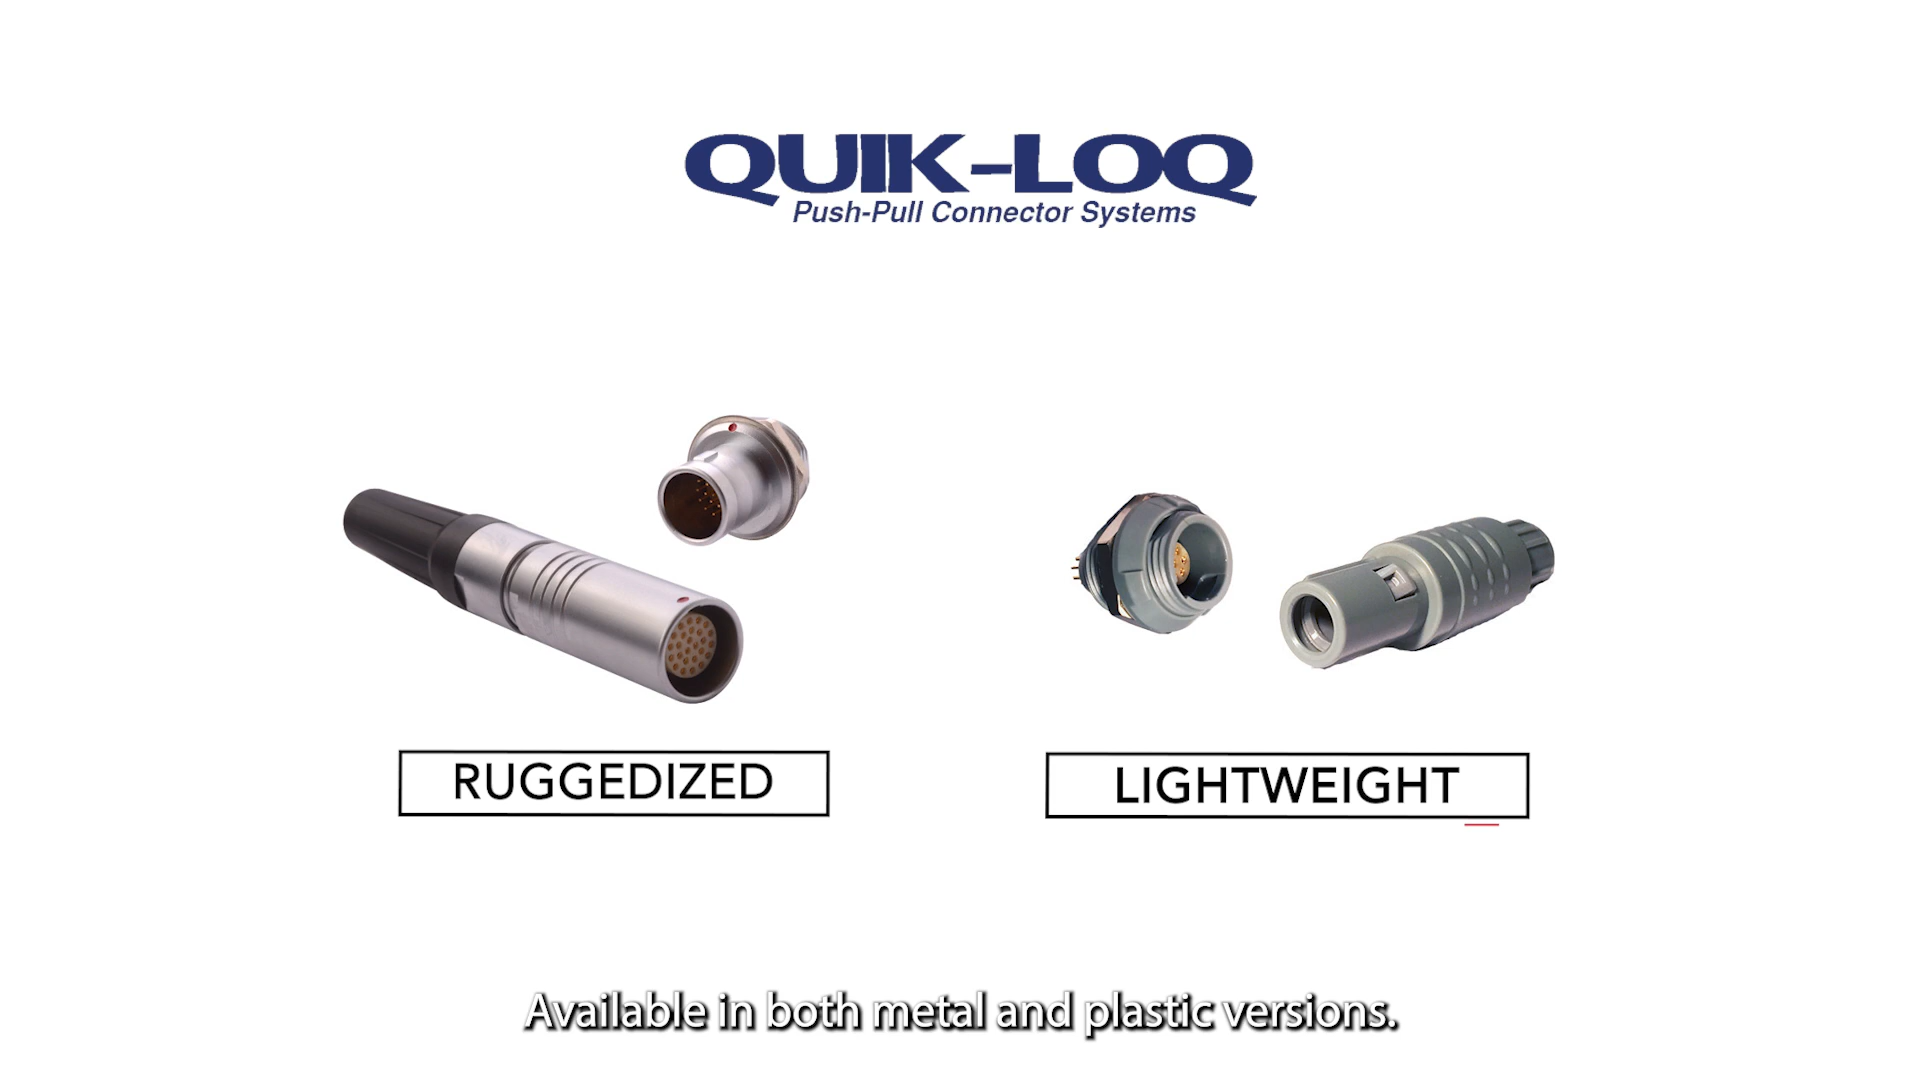 QUIK-LOQ
Push-Pull Connector Systems
RUGGEDIZED
LIGHTWEIGHT
Available in both metal and plastic versions.